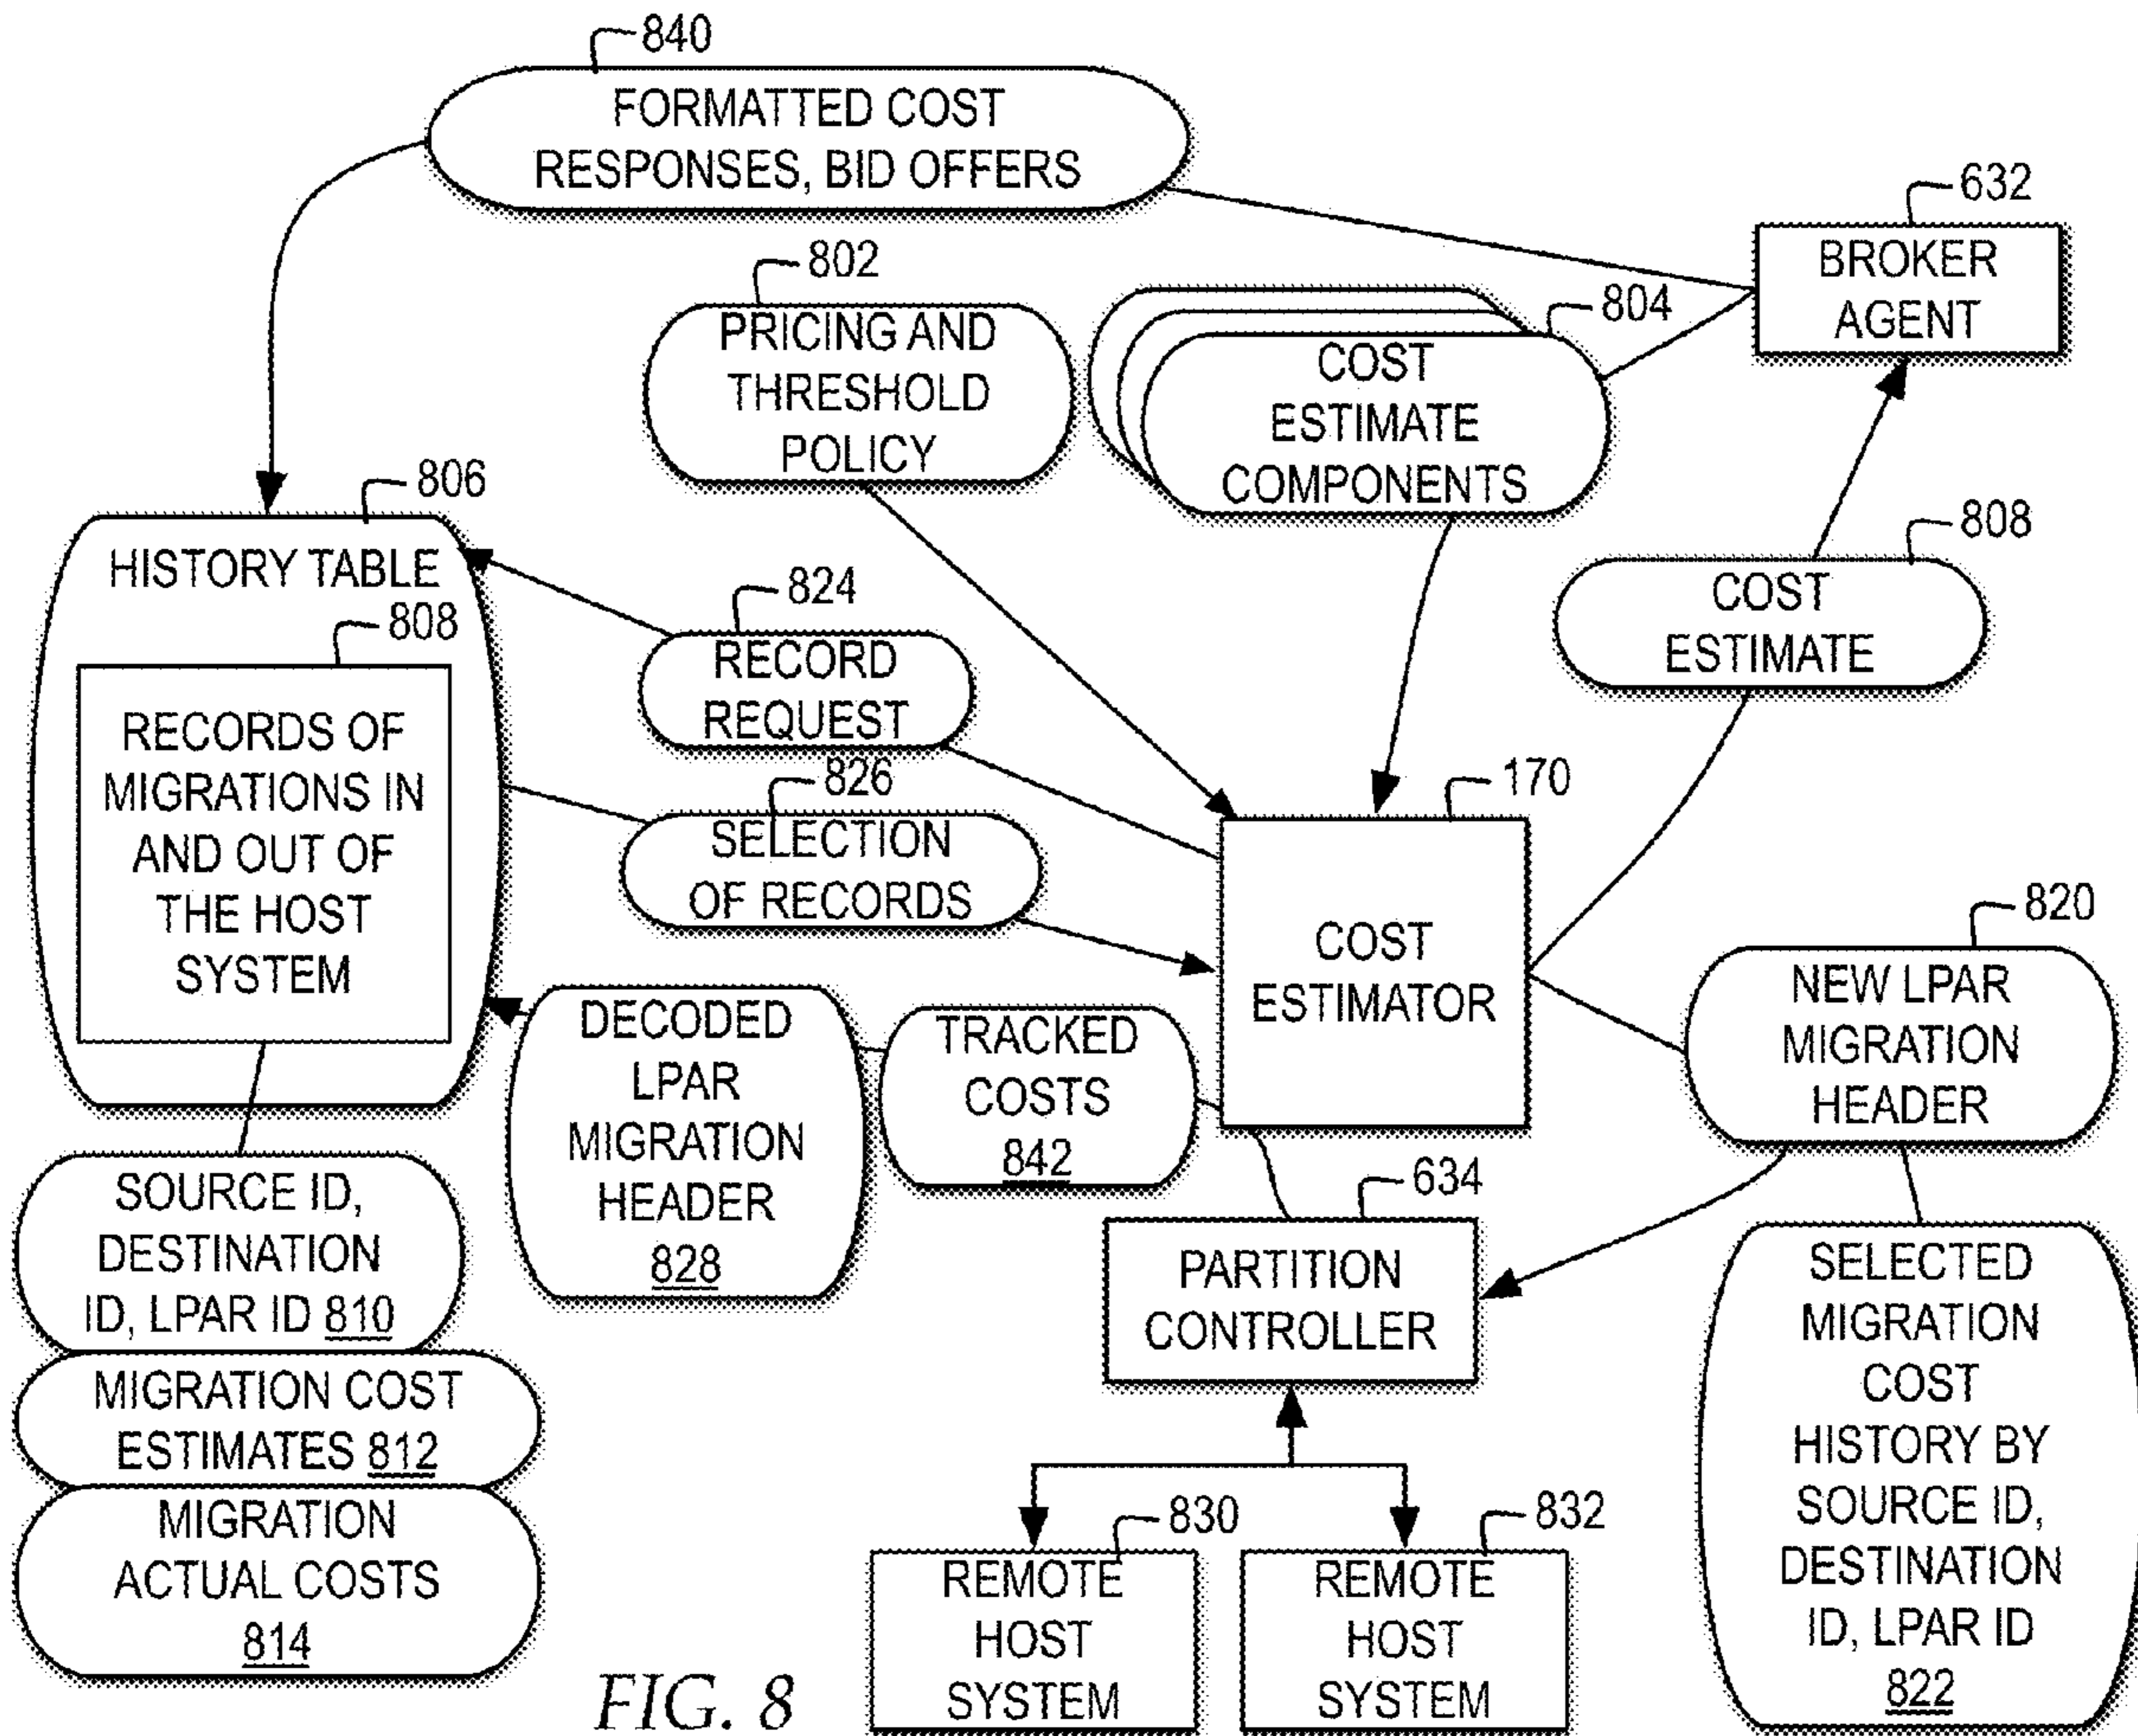 840
FORMATTED COST
RESPONSES, BID OFFERS
632
BROKER
AGENT
802
PRICING AND
THRESHOLD
POLICY
804
COST
ESTIMATE
COMPONENTS
806
HISTORY TABLE
808
RECORDS OF
MIGRATIONS IN
AND OUT OF
THE HOST
SYSTEM
824
RECORD
REQUEST
826
SELECTION
OF RECORDS
808
COST
ESTIMATE
170
COST
ESTIMATOR
820
NEW LPAR
MIGRATION
HEADER
DECODED
LPAR
MIGRATION
HEADER
828
TRACKED
COSTS
842
SOURCE ID,
DESTINATION
ID, LPAR ID 810
MIGRATION COST
ESTIMATES 812
MIGRATION
ACTUAL COSTS
814
634
PARTITION
CONTROLLER
SELECTED
MIGRATION
COST
HISTORY BY
SOURCE ID,
DESTINATION
ID, LPAR ID
822
830
REMOTE
HOST
SYSTEM
832
REMOTE
HOST
SYSTEM
FIG. 8